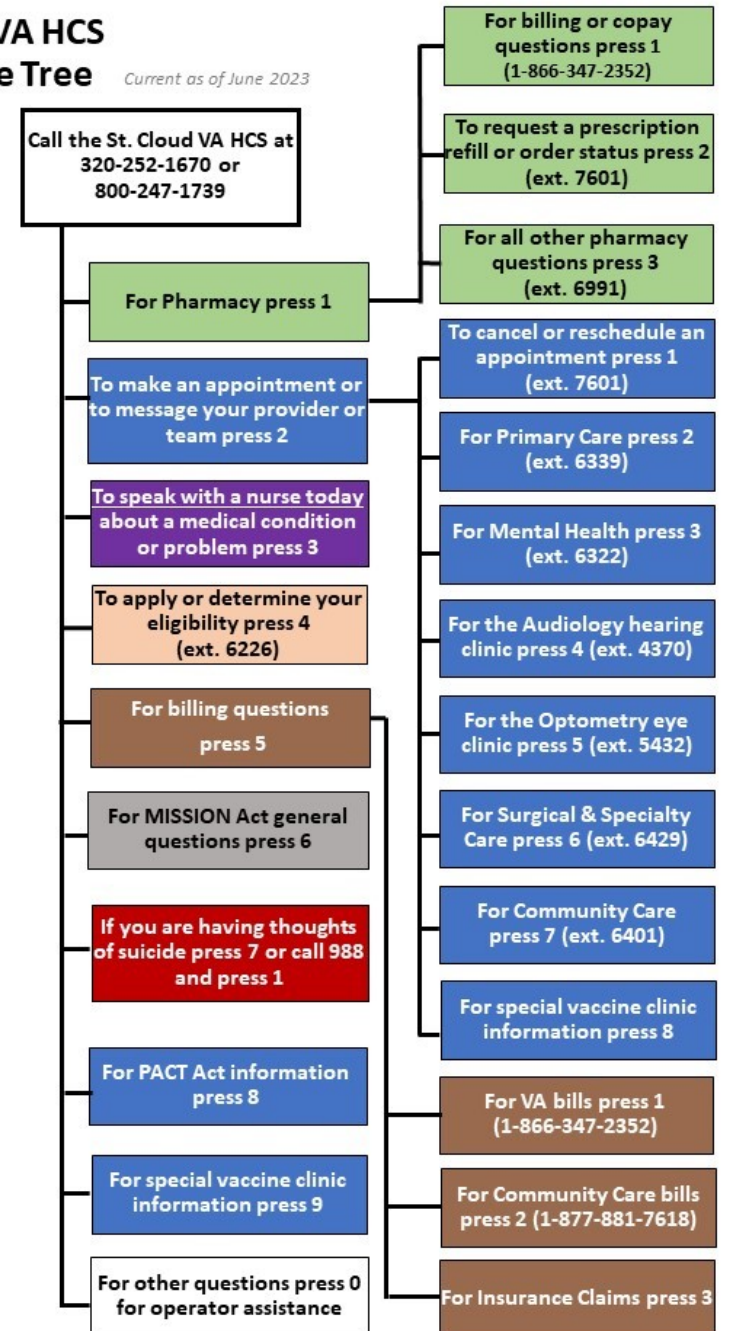 VA HCS
e Tree
Current as of June 2023
Call the St. Cloud VA HCS at
320-252-1670 or
800-247-1739
For Pharmacy press 1
For billing or copay
questions press 1
(1-866-347-2352)
To request a prescription
refill or order status press 2
(ext. 7601)
For all other pharmacy
questions press 3
(ext. 6991)
To make an appointment or
to message your provider or
team press 2
To cancel or reschedule an
appointment press 1
(ext. 7601)
For Primary Care press 2
(ext. 6339)
For Mental Health press 3
(ext. 6322)
For the Audiology hearing
clinic press 4 (ext. 4370)
For the Optometry eye
clinic press 5 (ext. 5432)
For Surgical & Specialty
Care press 6 (ext. 6429)
For Community Care
press 7 (ext. 6401)
For special vaccine clinic
information press 8
To speak with a nurse today
about a medical condition
or problem press 3
To apply or determine your
eligibility press 4
(ext. 6226)
For billing questions
press 5
For VA bills press 1
(1-866-347-2352)
For Community Care bills
press 2 (1-877-881-7618)
For Insurance Claims press 3
For MISSION Act general
questions press 6
If you are having thoughts
of suicide press 7 or call 988
and press 1
For PACT Act information
press 8
For special vaccine clinic
information press 9
For other questions press 0
for operator assistance